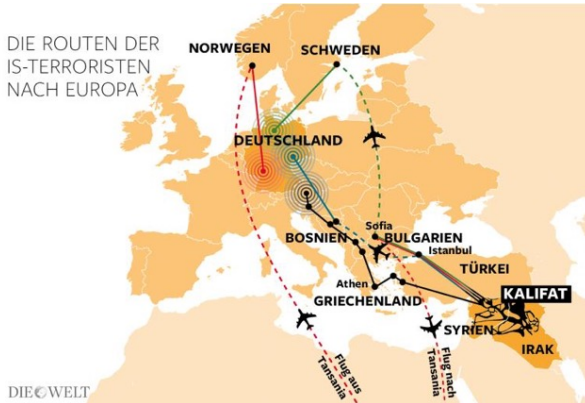 DIE ROUTEN DER
IS-TERRORISTEN
NACH EUROPA
NORWEGEN
SCHWEDEN
DEUTSCHLAND
Sofia
BOSNIEN
BULGARIEN
Istanbul
TÜRKEI
Athen
GRIECHENLAND
KALIFAT
SYRIEN
IRAK
Flug aus
Tansania
Flug nach
Tansania
DIE WELT